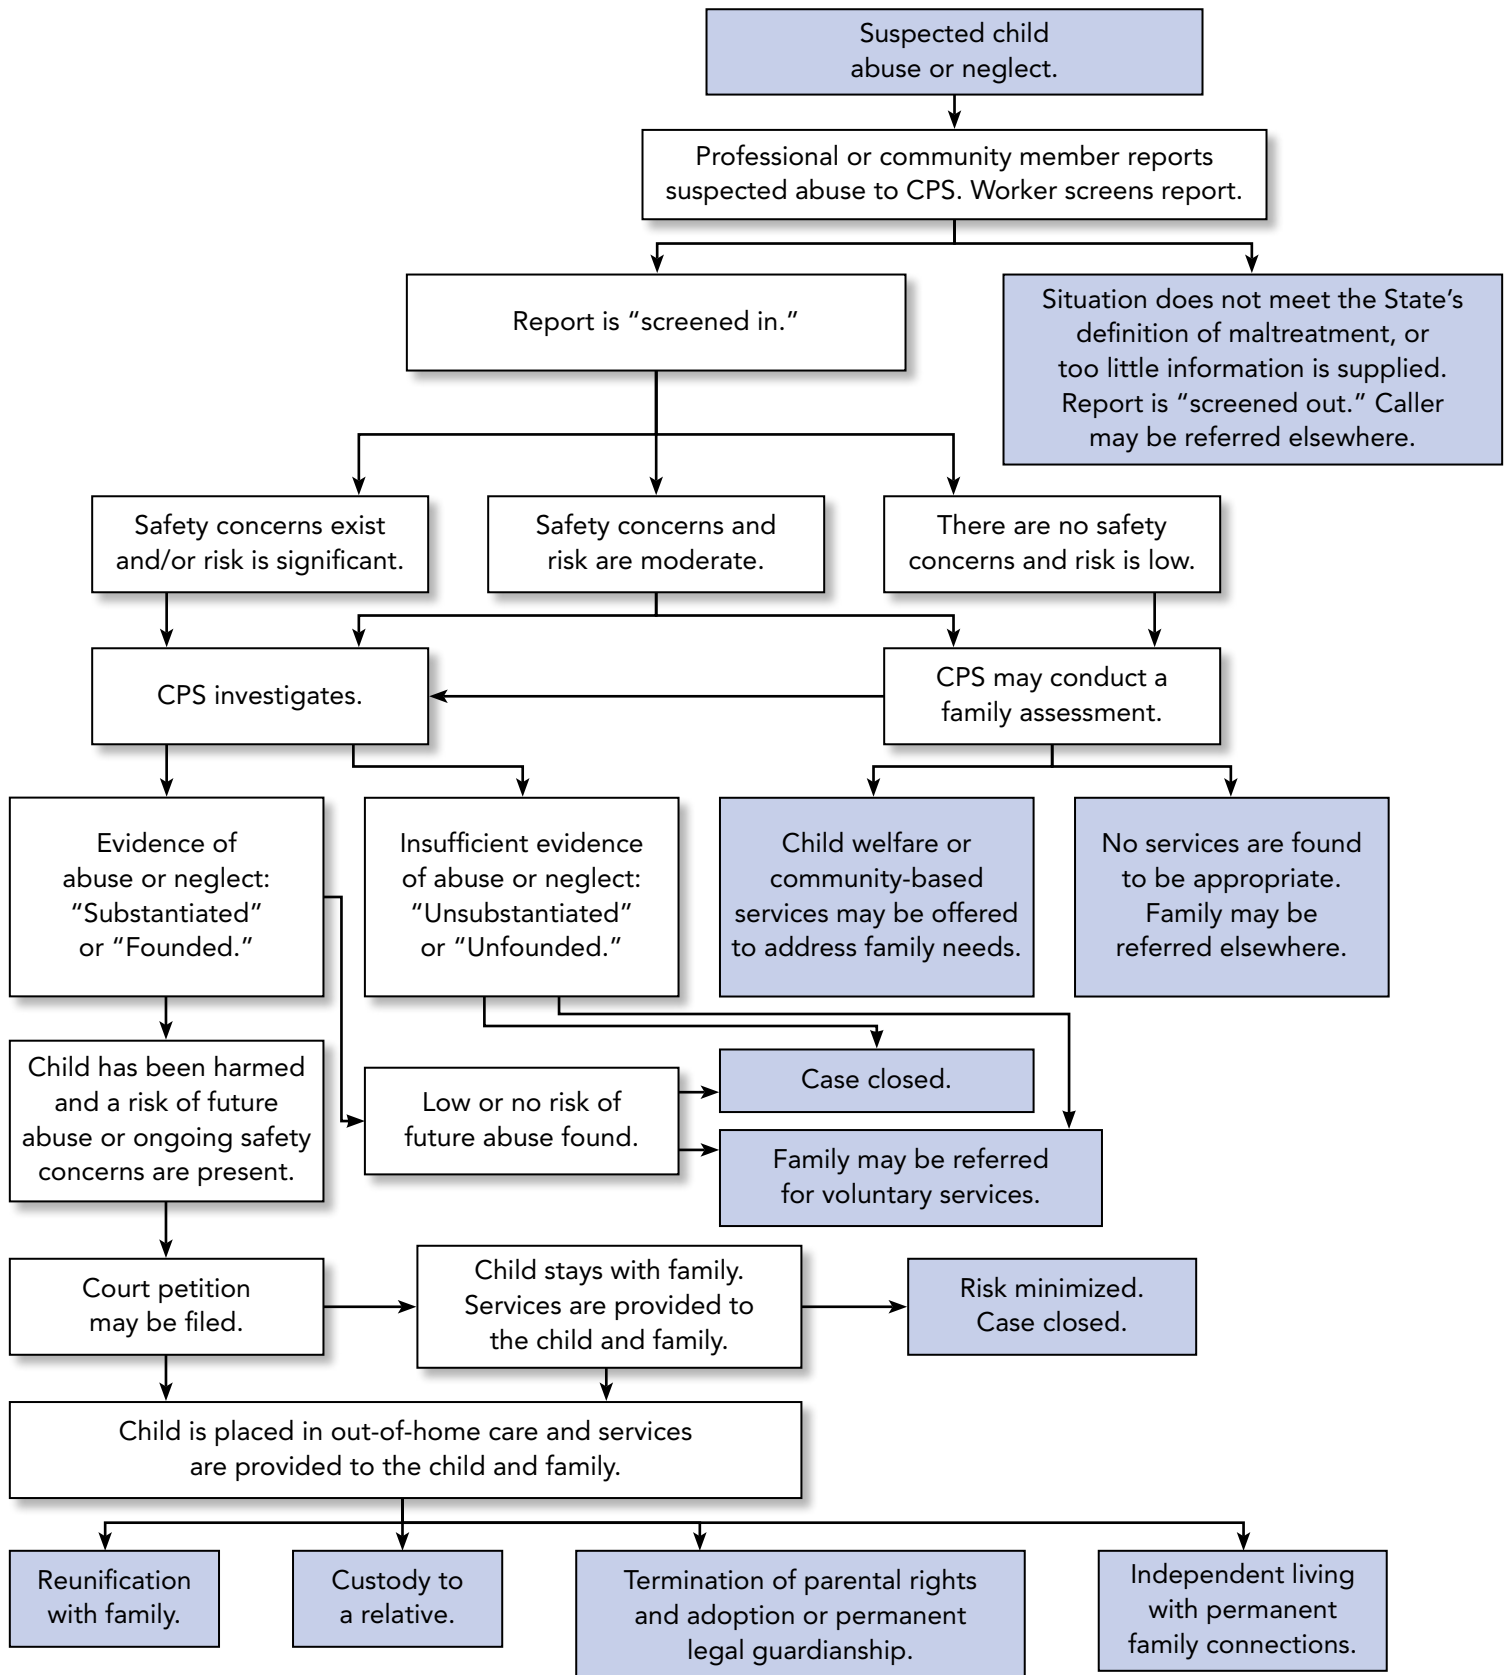 Suspected child
abuse or neglect.
Professional or community member reports
suspected abuse to CPS. Worker screens report.
Report is “screened in.”
Situation does not meet the State’s
definition of maltreatment, or
too little information is supplied.
Report is “screened out.” Caller
may be referred elsewhere.
Safety concerns exist
and/or risk is significant.
Safety concerns and
risk are moderate.
There are no safety
concerns and risk is low.
CPS investigates.
CPS may conduct a
family assessment.
Evidence of
abuse or neglect:
“Substantiated”
or “Founded.”
Insufficient evidence
of abuse or neglect:
“Unsubstantiated”
or “Unfounded.”
Child welfare or
community-based
services may be offered
to address family needs.
No services are found
to be appropriate.
Family may be
referred elsewhere.
Child has been harmed
and a risk of future
abuse or ongoing safety
concerns are present.
Low or no risk of
future abuse found.
Case closed.
Family may be referred
for voluntary services.
Court petition
may be filed.
Child stays with family.
Services are provided to
the child and family.
Risk minimized.
Case closed.
Child is placed in out-of-home care and services
are provided to the child and family.
Reunification
with family.
Custody to
a relative.
Termination of parental rights
and adoption or permanent
legal guardianship.
Independent living
with permanent
family connections.